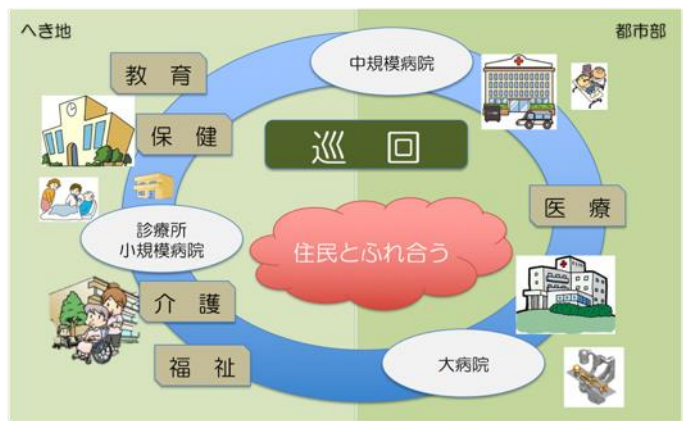 へき地
都市部
中規模病院
教 育
保 健
巡 回
医 療
診療所
小規模病院
住民とふれ合う
介 護
福 祉
大病院